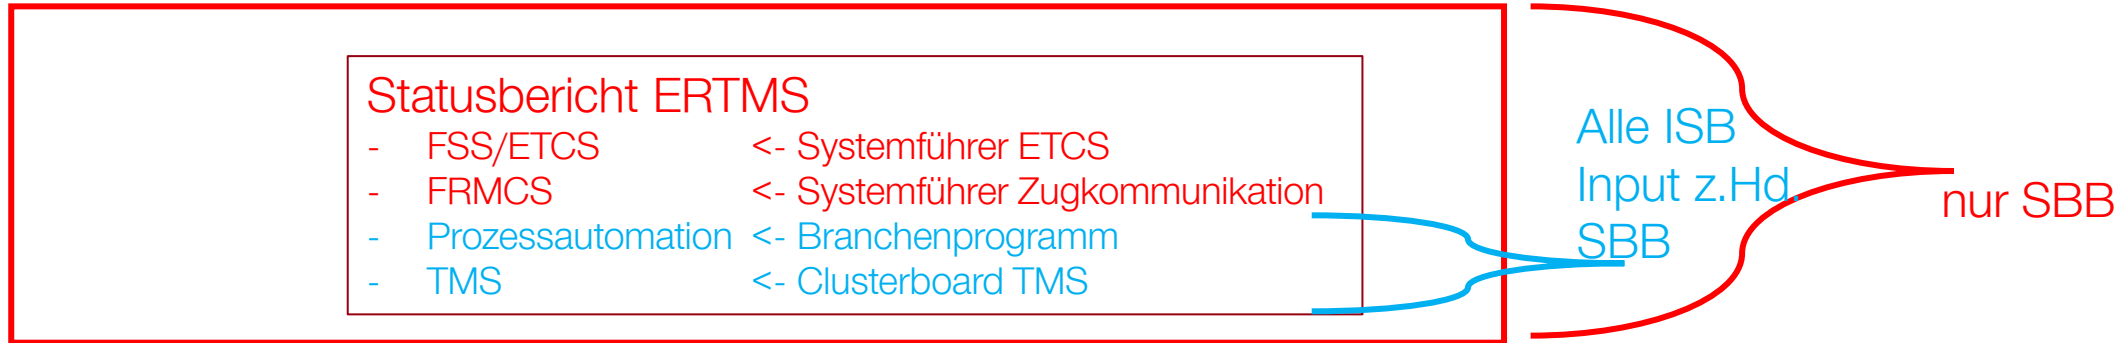 Statusbericht ERTMS
- FSS/ETCS <- Systemführer ETCS
- FRMCS <- Systemführer Zugkommunikation
- Prozessautomation <- Branchenprogramm
- TMS <- Clusterboard TMS
Alle ISB
Input z.Hd.
SBB
nur SBB